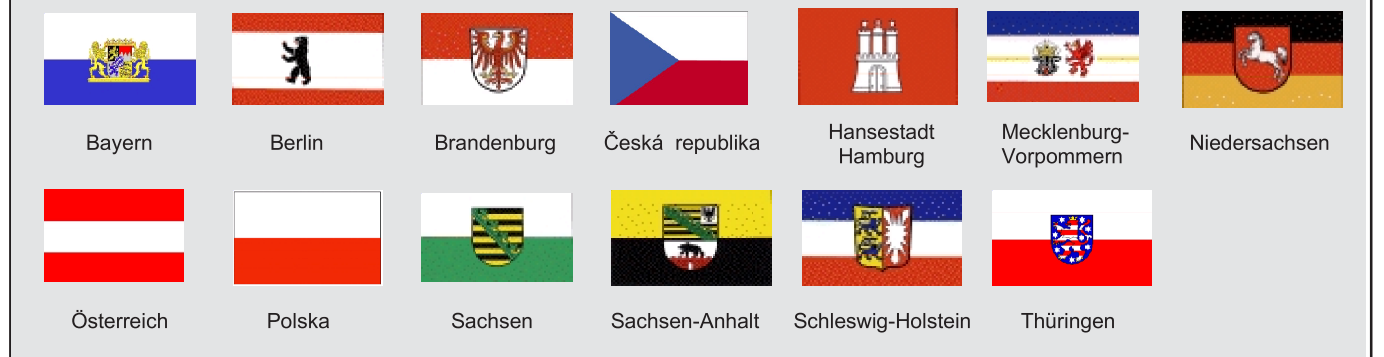 Bayern
Berlin
Brandenburg
Česká republika
Hansestadt
Hamburg
Mecklenburg-
Vorpommern
Niedersachsen
Österreich
Polska
Sachsen
Sachsen-Anhalt
Schleswig-Holstein
Thüringen